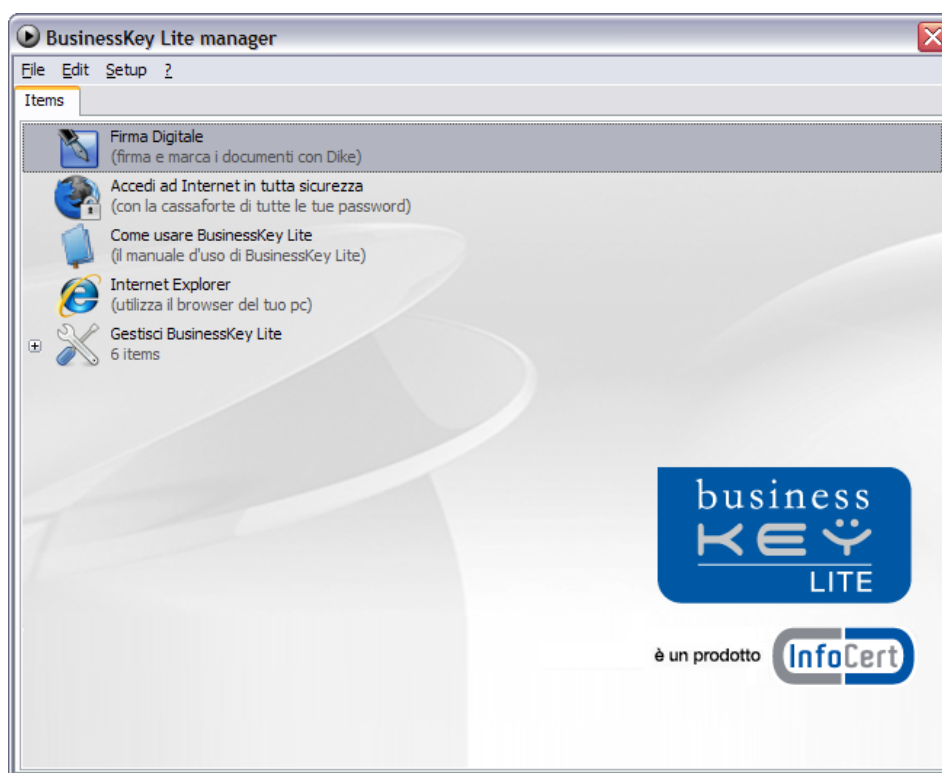 BusinessKey Lite manager
File Edit Setup ?
Items
Firma Digitale
(firma e marca i documenti con Dike)
Accedi ad Internet in tutta sicurezza
(con la cassaforte di tutte le tue password)
Come usare BusinessKey Lite
(il manuale d'uso di BusinessKey Lite)
Internet Explorer
(utilizza il browser del tuo pc)
Gestisci BusinessKey Lite
6 items
business
KEY
LITE
è un prodotto InfoCert